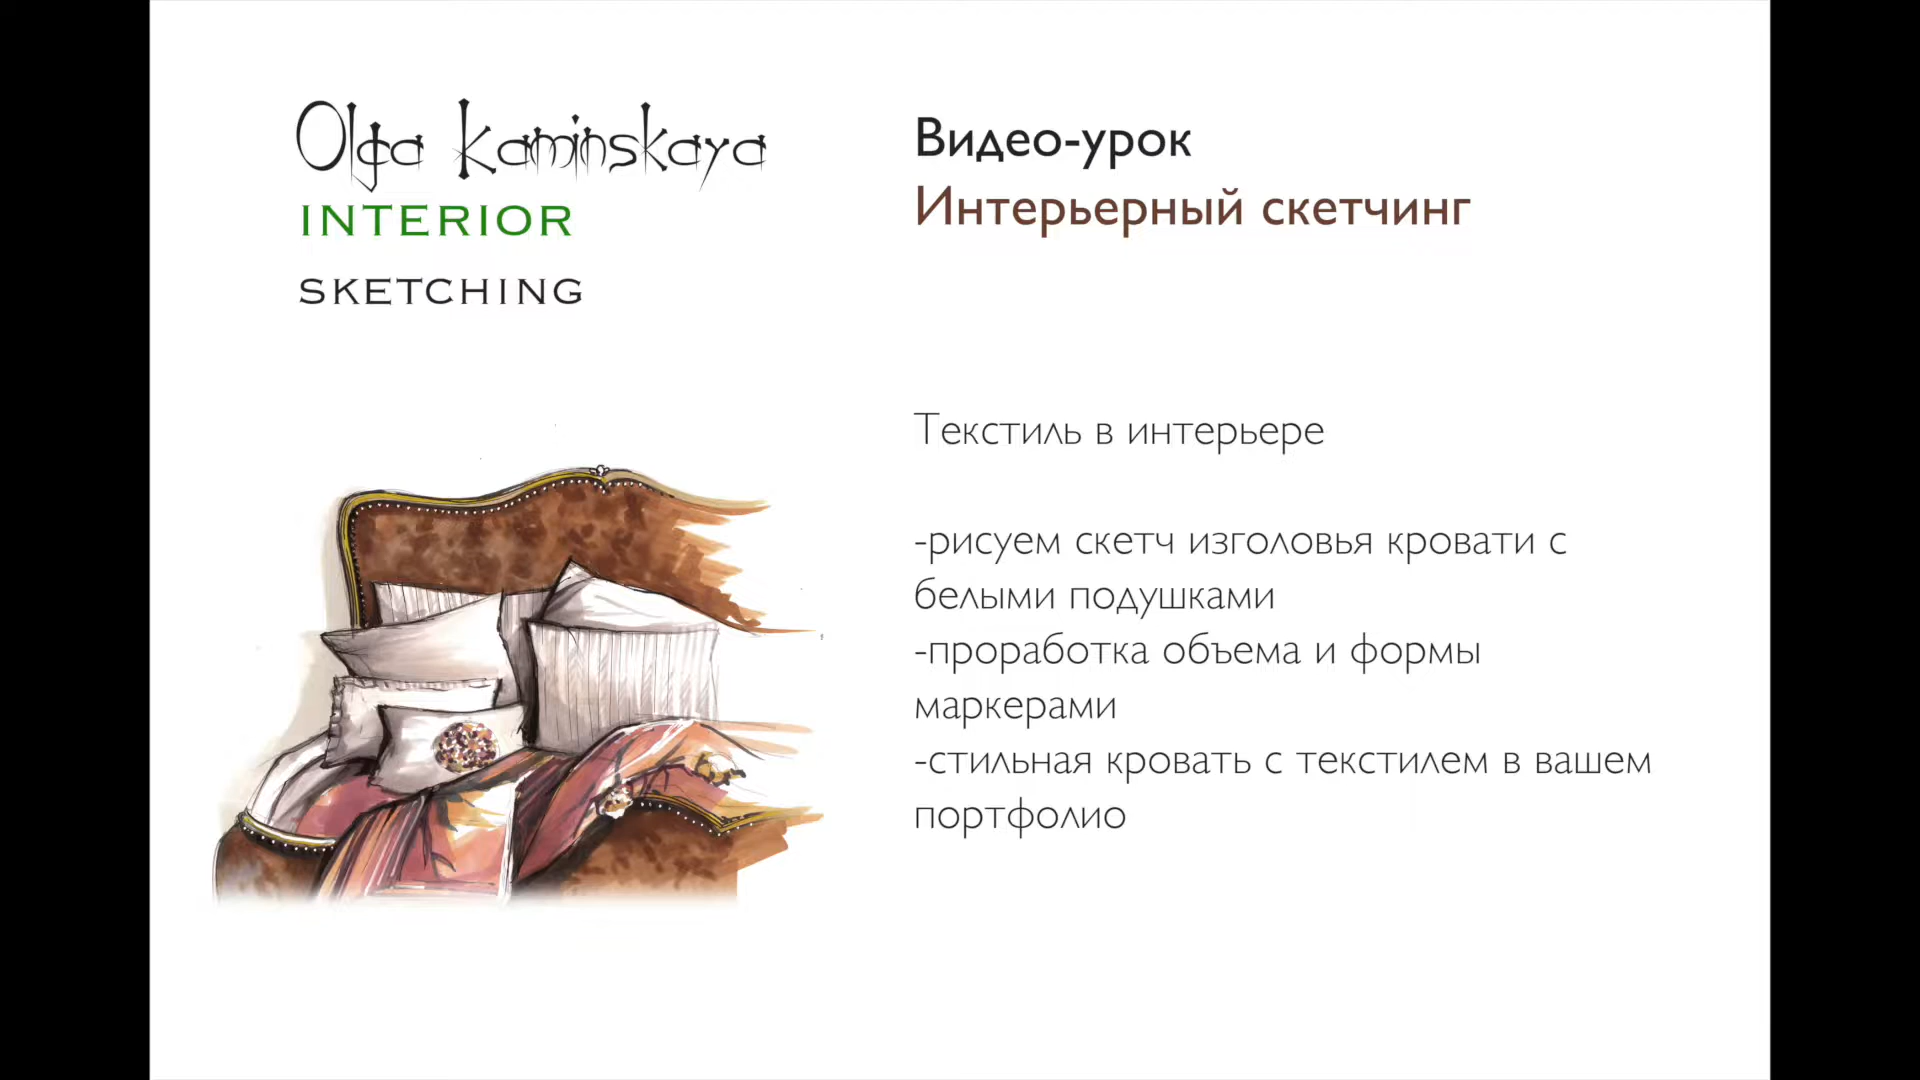 Olga Kaminskaya
INTERIOR
SKETCHING
Видео-урок
Интерьерный скетчинг
Текстиль в интерьере
-рисуем скетч изголовья кровати с
белыми подушками
-проработка объема и формы
маркерами
-стильная кровать с текстилем в вашем
портфолио